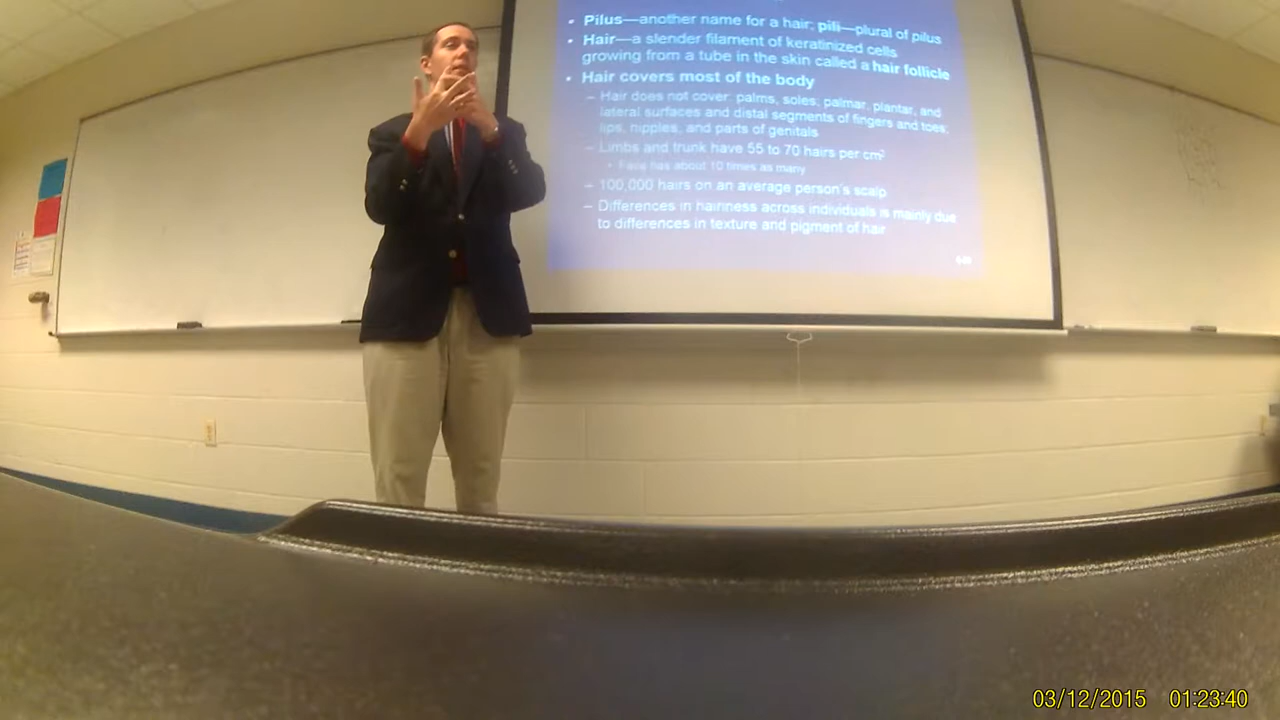 • Pilus—another name for a hair; pili—plural of pilus
• Hair—a slender filament of keratinized cells
growing from a tube in the skin called a hair follicle
• Hair covers most of the body
– Hair does not cover: palms, soles, palmar, plantar, and
lateral surfaces and distal segments of fingers and toes;
lips, nipples, and parts of genitals
– Limbs and trunk have 55 to 70 hairs per cm²
• Face has about 10 times as many
– 100,000 hairs on an average person's scalp
– Differences in hairiness across individuals is mainly due
to differences in texture and pigment of hair
03/12/2015 01:23:40